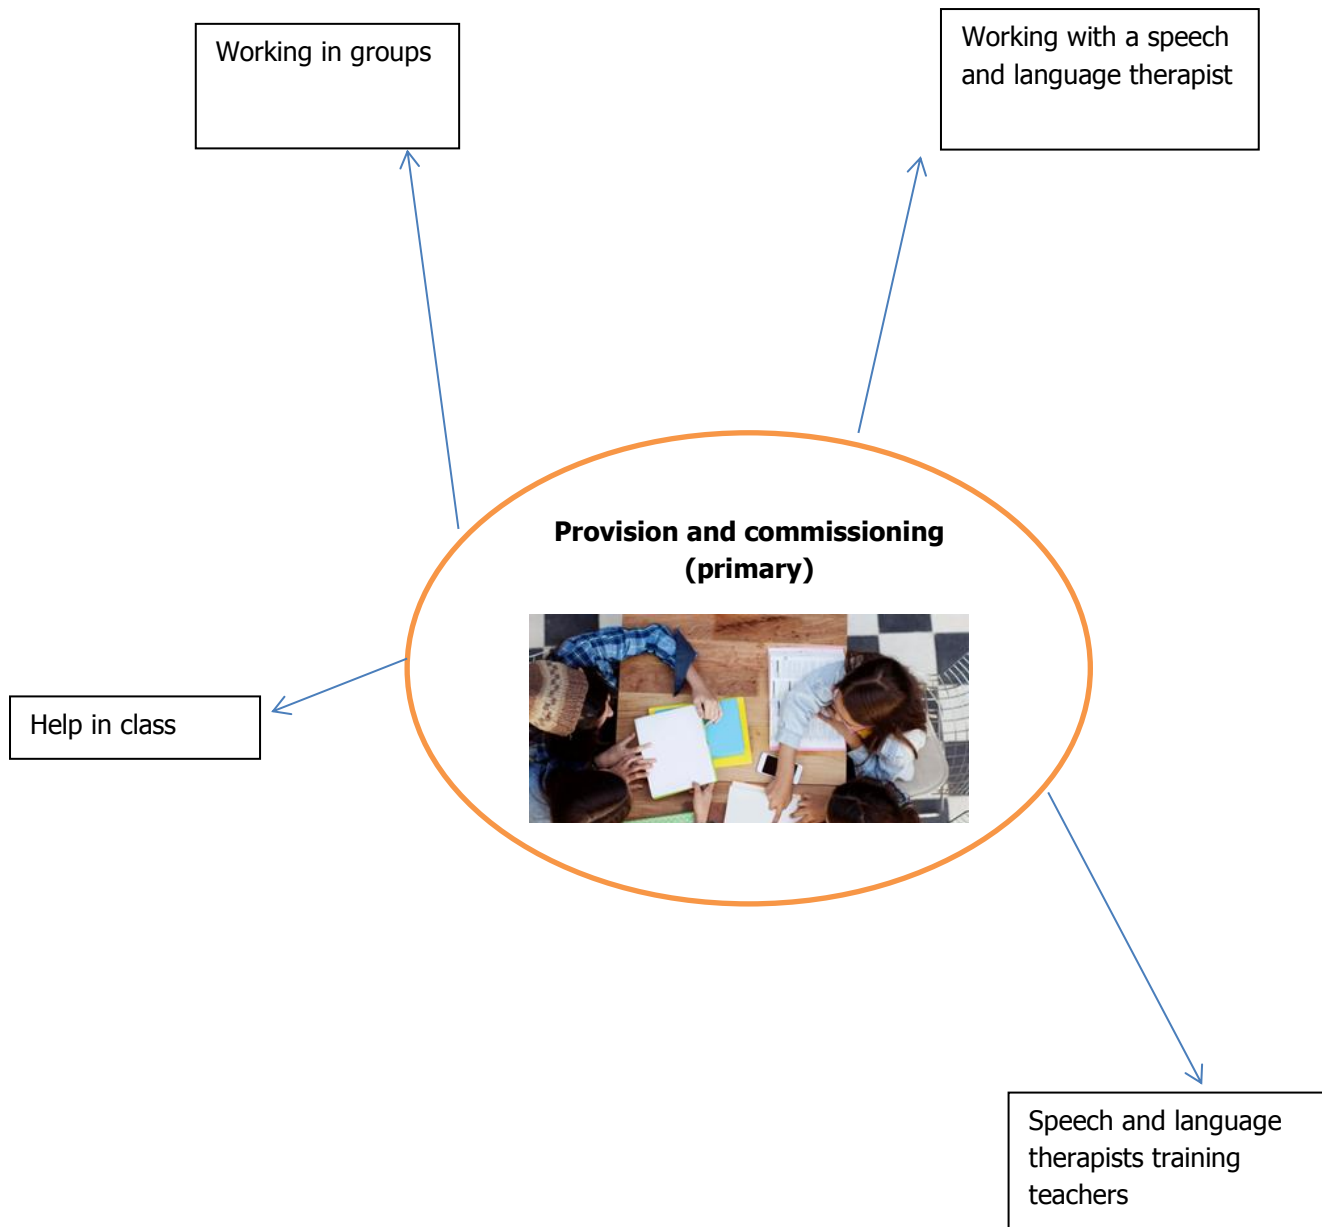 Working in groups
Working with a speech
and language therapist
Provision and commissioning
(primary)
Help in class
Speech and language
therapists training
teachers